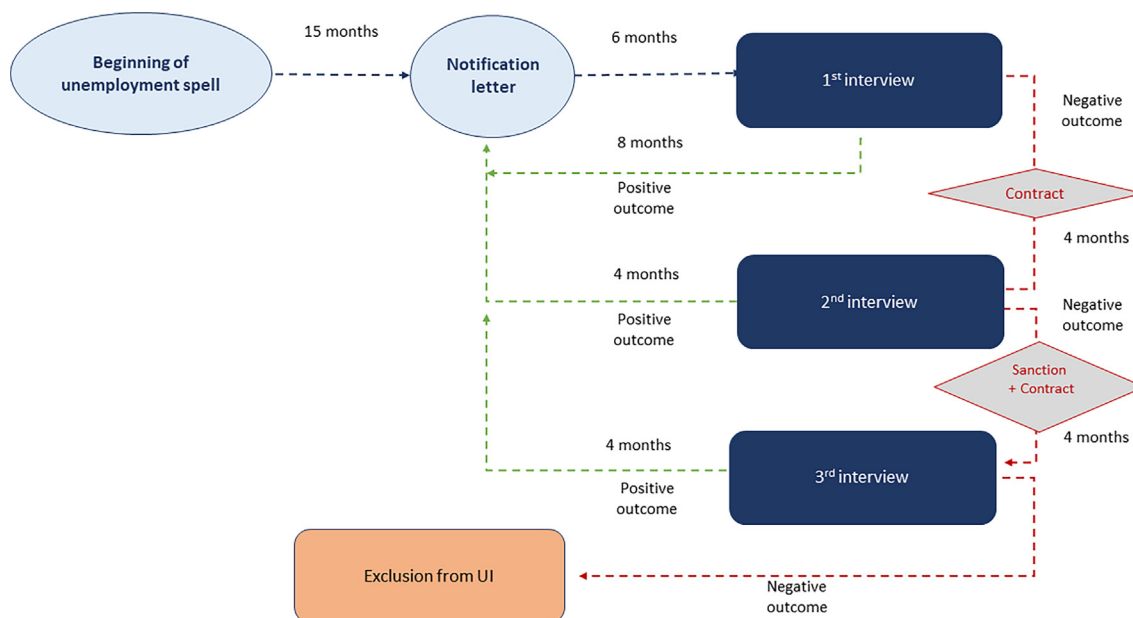 15 months
6 months
Beginning of
unemployment spell
Notification
letter
1st interview
Negative
outcome
8 months
Positive
outcome
Contract
4 months
4 months
2nd interview
Negative
outcome
Positive
outcome
Sanction
+ Contract
4 months
4 months
3rd interview
Positive
outcome
Exclusion from UI
Negative
outcome